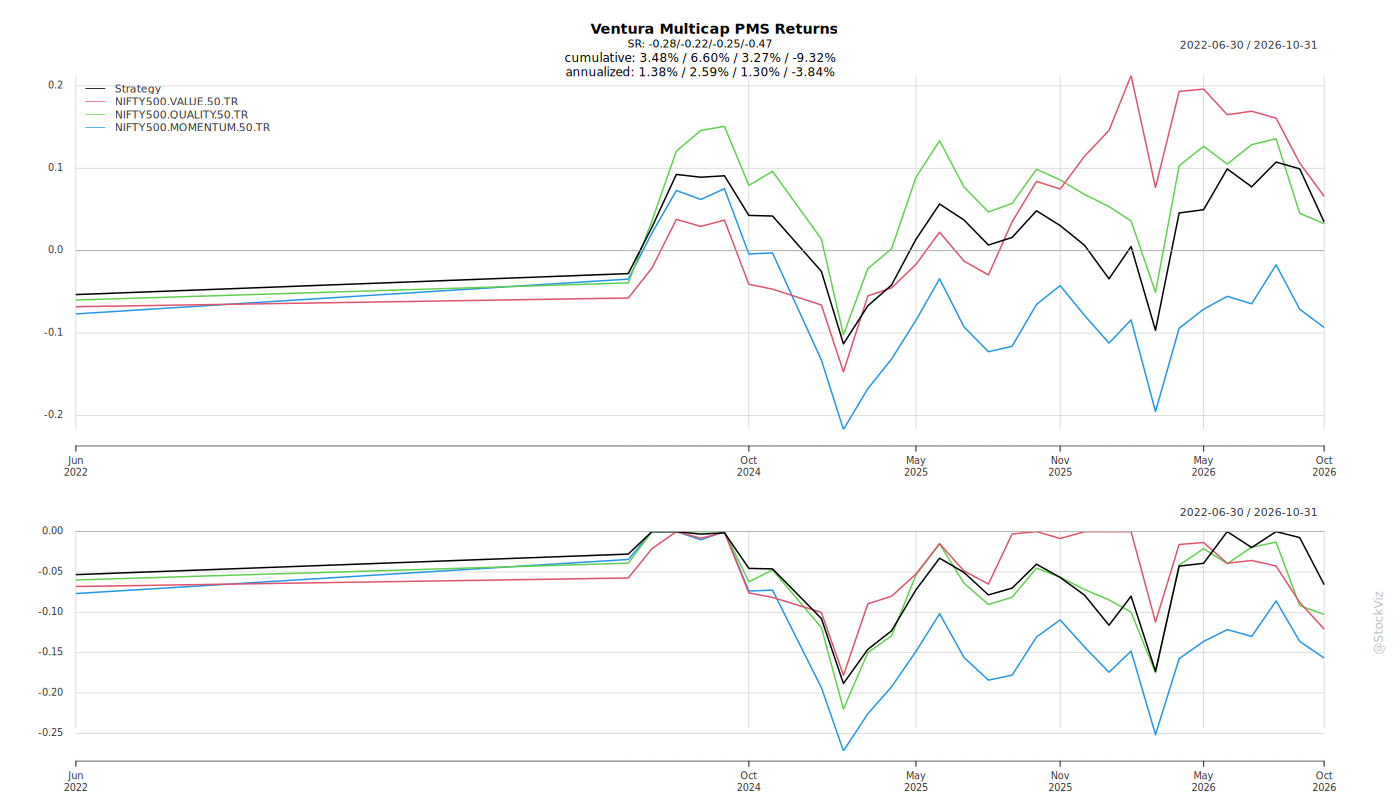 Ventura Multicap PMS Returns
SR: -0.28/-0.22/-0.25/-0.47
cumulative: 3.48% / 6.60% / 3.27% / -9.32%
annualized: 1.38% / 2.59% / 1.30% / -3.84%
2022-06-30 / 2026-10-31
Strategy
NIFTY500.VALUE.50.TR
NIFTY500.QUALITY.50.TR
NIFTY500.MOMENTUM.50.TR
0.2
0.1
0.0
-0.1
-0.2
Jun Oct May Nov May Oct
2022 2024 2025 2025 2026 2026
2022-06-30 / 2026-10-31
0.00
-0.05
-0.10
-0.15
-0.20
-0.25
Jun Oct May Nov May Oct
2022 2024 2025 2025 2026 2026
@StockViz